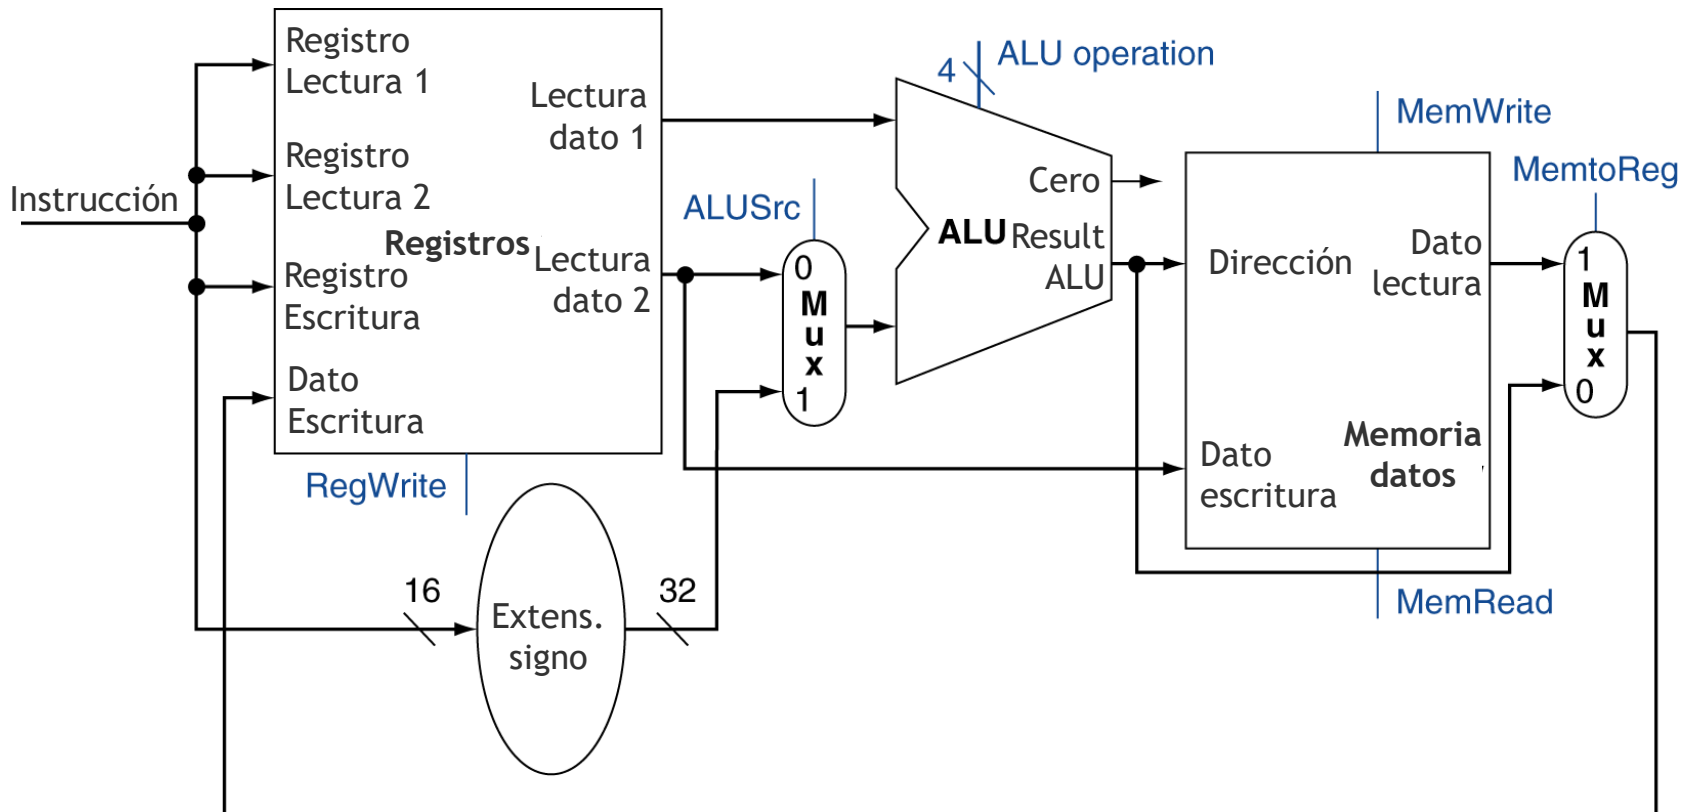 Instrucción
Registro
Lectura 1
Registro
Lectura 2
Registros
Registro
Escritura
Dato
Escritura
Lectura
dato 1
Lectura
dato 2
RegWrite
16
Extens.
signo
32
ALUSrc
0
M
u
x
1
4
ALU operation
Cero
ALU
Result
ALU
MemWrite
Dirección
Dato
lectura
Dato
escritura
Memoria
datos
MemRead
MemtoReg
1
M
u
x
0